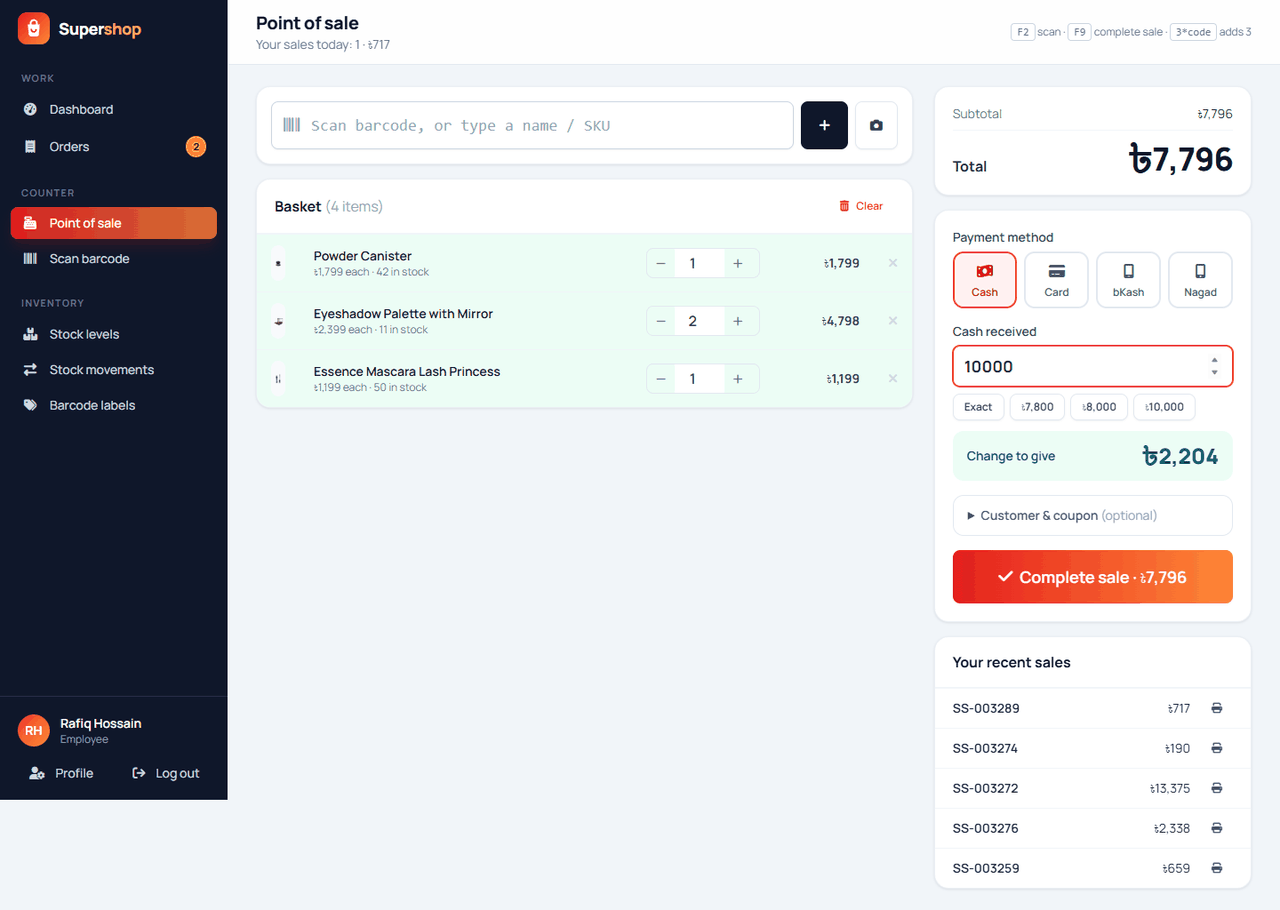 Supershop
WORK
Dashboard
Orders 2
COUNTER
Point of sale
Scan barcode
INVENTORY
Stock levels
Stock movements
Barcode labels
RH Rafiq Hossain
Employee
Profile Log out
Point of sale
Your sales today: 1 · ৳717
F2 scan · F9 complete sale · 3*code adds 3
Scan barcode, or type a name / SKU
+
Basket (4 items) Clear
Powder Canister
৳1,799 each · 42 in stock
− 1 + ৳1,799 ×
Eyeshadow Palette with Mirror
৳2,399 each · 11 in stock
− 2 + ৳4,798 ×
Essence Mascara Lash Princess
৳1,199 each · 50 in stock
− 1 + ৳1,199 ×
Subtotal ৳7,796
Total ৳7,796
Payment method
Cash Card bKash Nagad
Cash received
10000
Exact ৳7,800 ৳8,000 ৳10,000
Change to give ৳2,204
Customer & coupon (optional)
Complete sale · ৳7,796
Your recent sales
SS-003289 ৳717
SS-003274 ৳190
SS-003272 ৳13,375
SS-003276 ৳2,338
SS-003259 ৳659